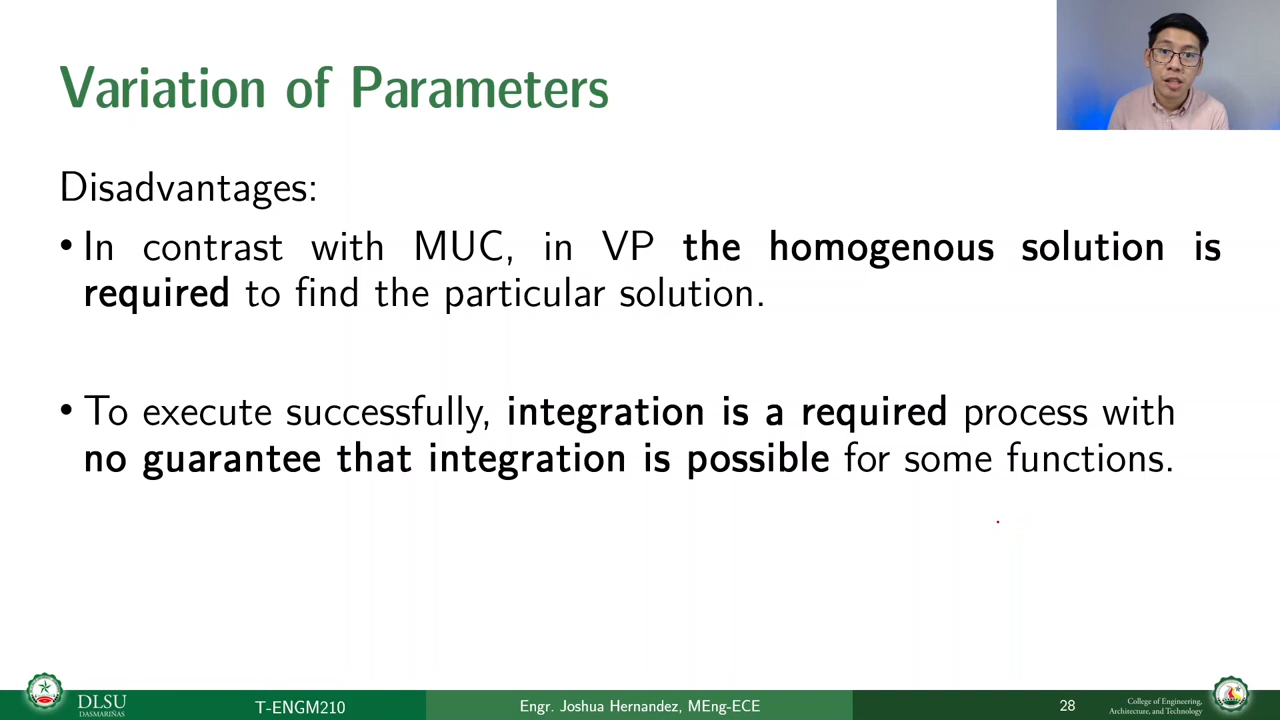 Variation of Parameters
Disadvantages:
• In contrast with MUC, in VP the homogenous solution is
required to find the particular solution.
• To execute successfully, integration is a required process with
no guarantee that integration is possible for some functions.
DLSU
DASMARIÑAS
T-ENGM210
Engr. Joshua Hernandez, MEng-ECE
28
College of Engineering,
Architecture, and Technology